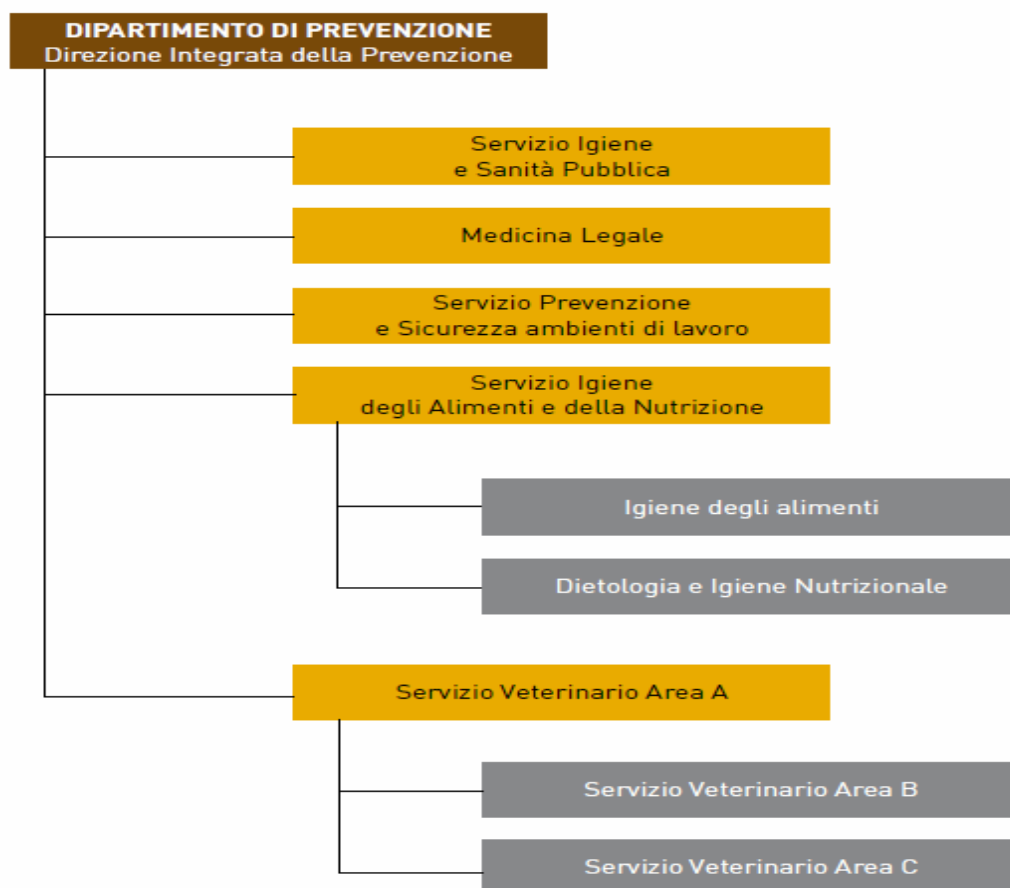 DIPARTIMENTO DI PREVENZIONE
Direzione Integrata della Prevenzione
Servizio Igiene
e Sanità Pubblica
Medicina Legale
Servizio Prevenzione
e Sicurezza ambienti di lavoro
Servizio Igiene
degli Alimenti e della Nutrizione
Igiene degli alimenti
Dietologia e Igiene Nutrizionale
Servizio Veterinario Area A
Servizio Veterinario Area B
Servizio Veterinario Area C